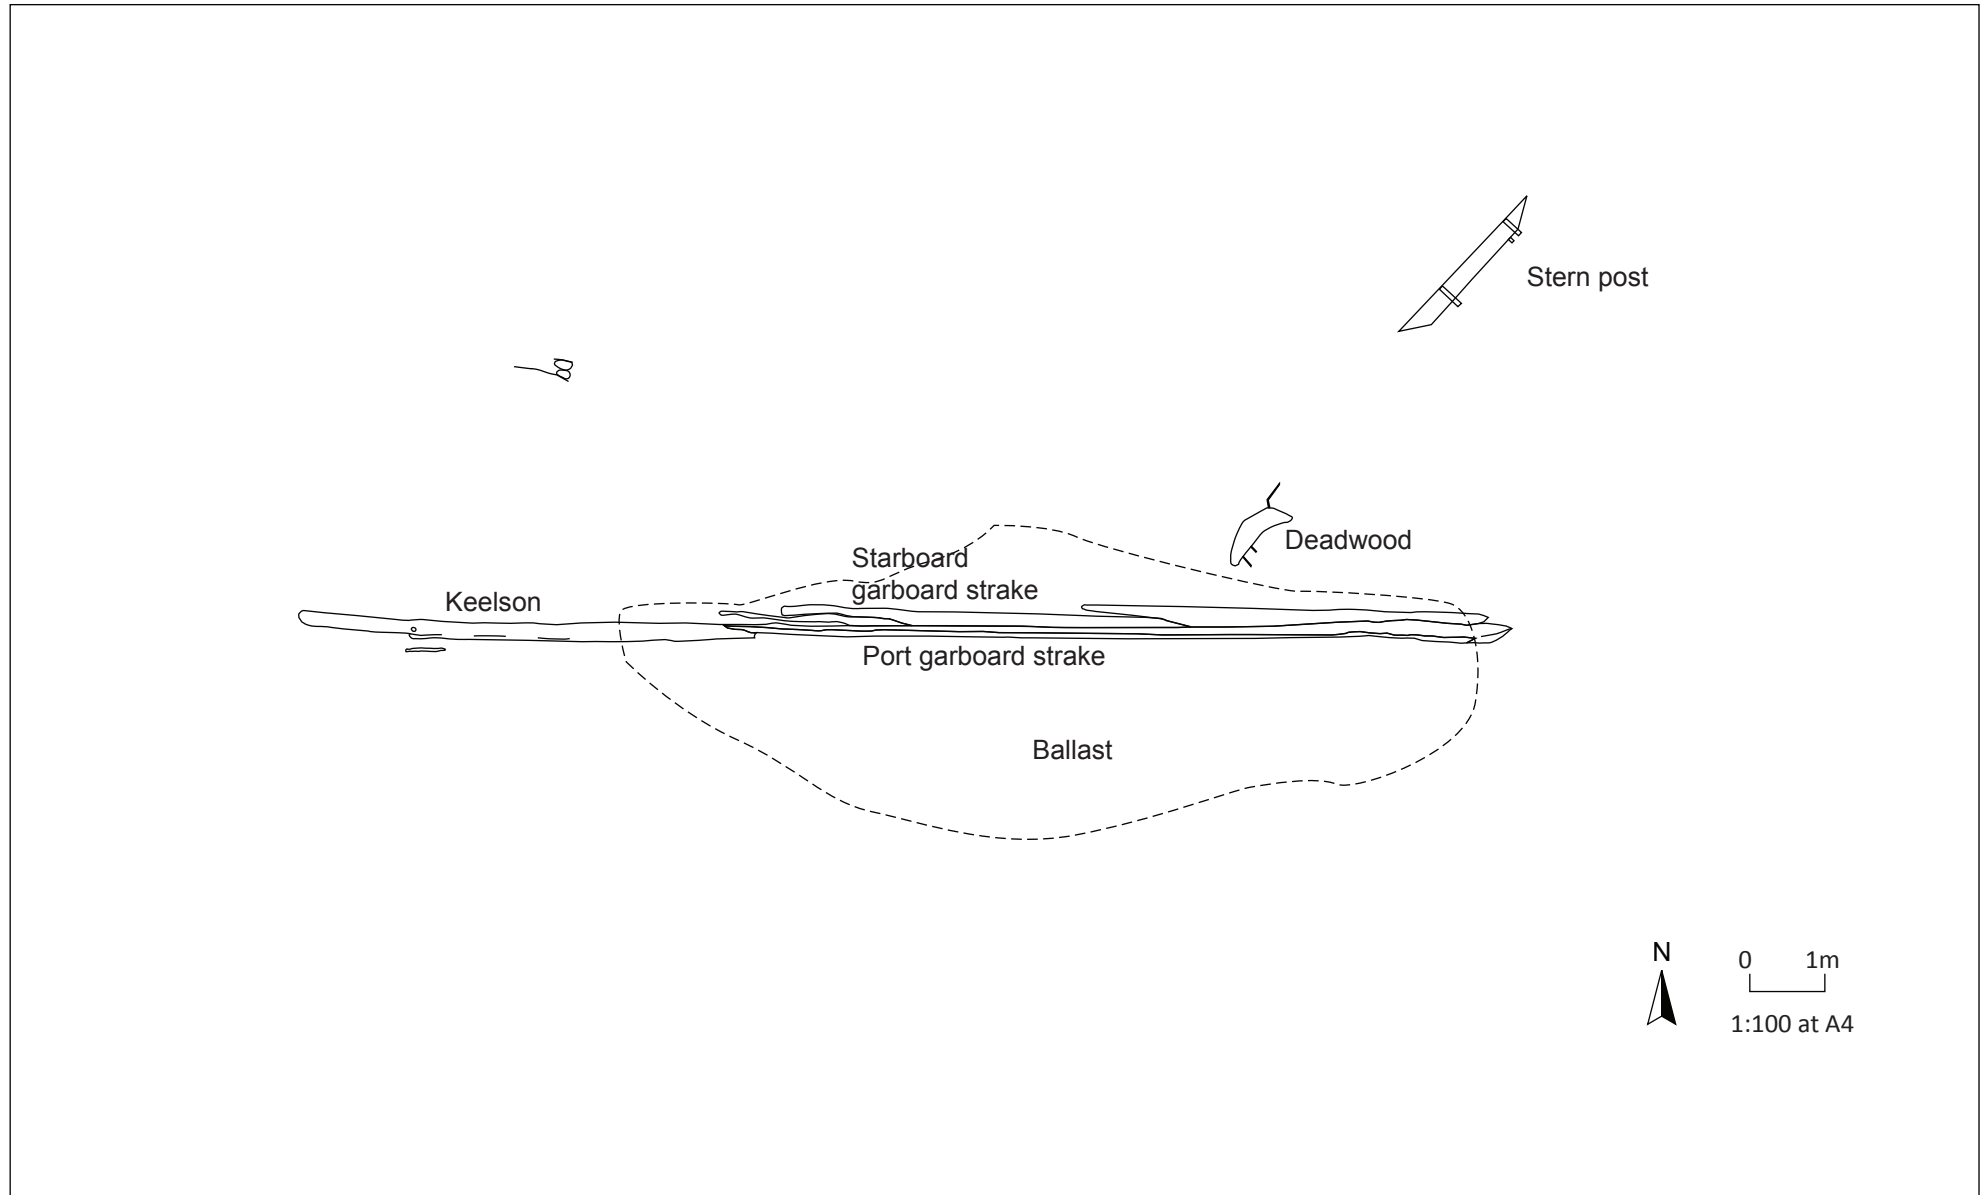 Stern post
Deadwood
Starboard
garboard strake
Keelson
Port garboard strake
Ballast
N
0 1m
1:100 at A4